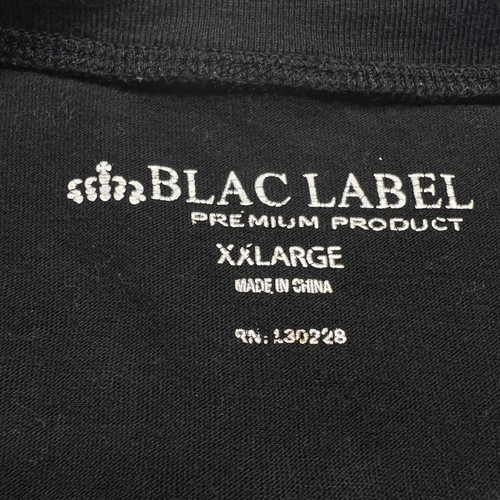 BLAC LABEL
PREMIUM PRODUCT
XXLARGE
MADE IN CHINA
RN: 130228